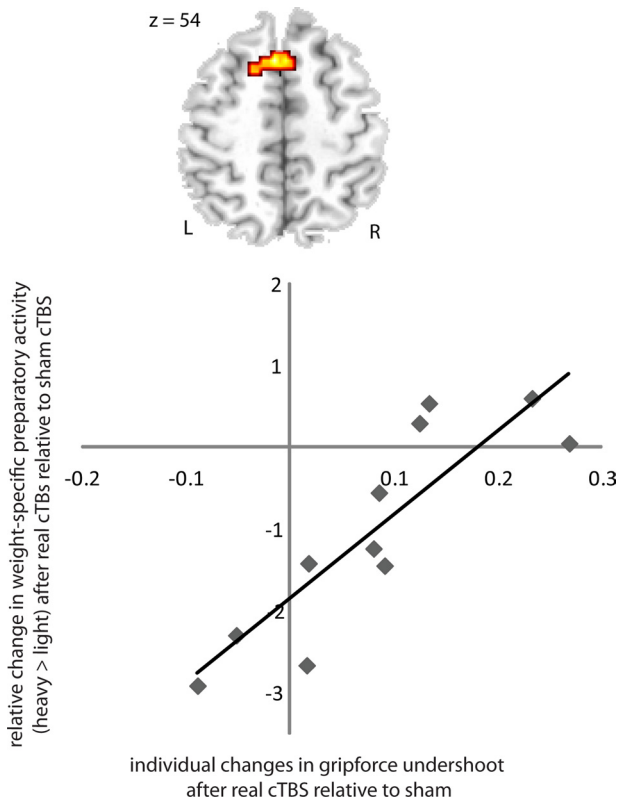 z = 54
L
R
relative change in weight-specific preparatory activity
(heavy > light) after real cTBs relative to sham cTBS
2
1
-0.2
-0.1
0.1
0.2
0.3
-1
-2
-3
individual changes in gripforce undershoot
after real cTBS relative to sham